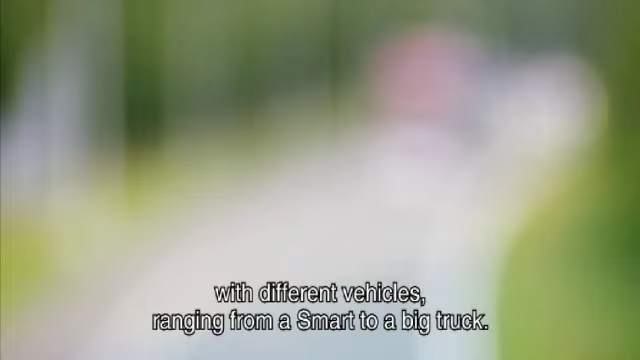 with different vehicles,
ranging from a Smart to a big truck.